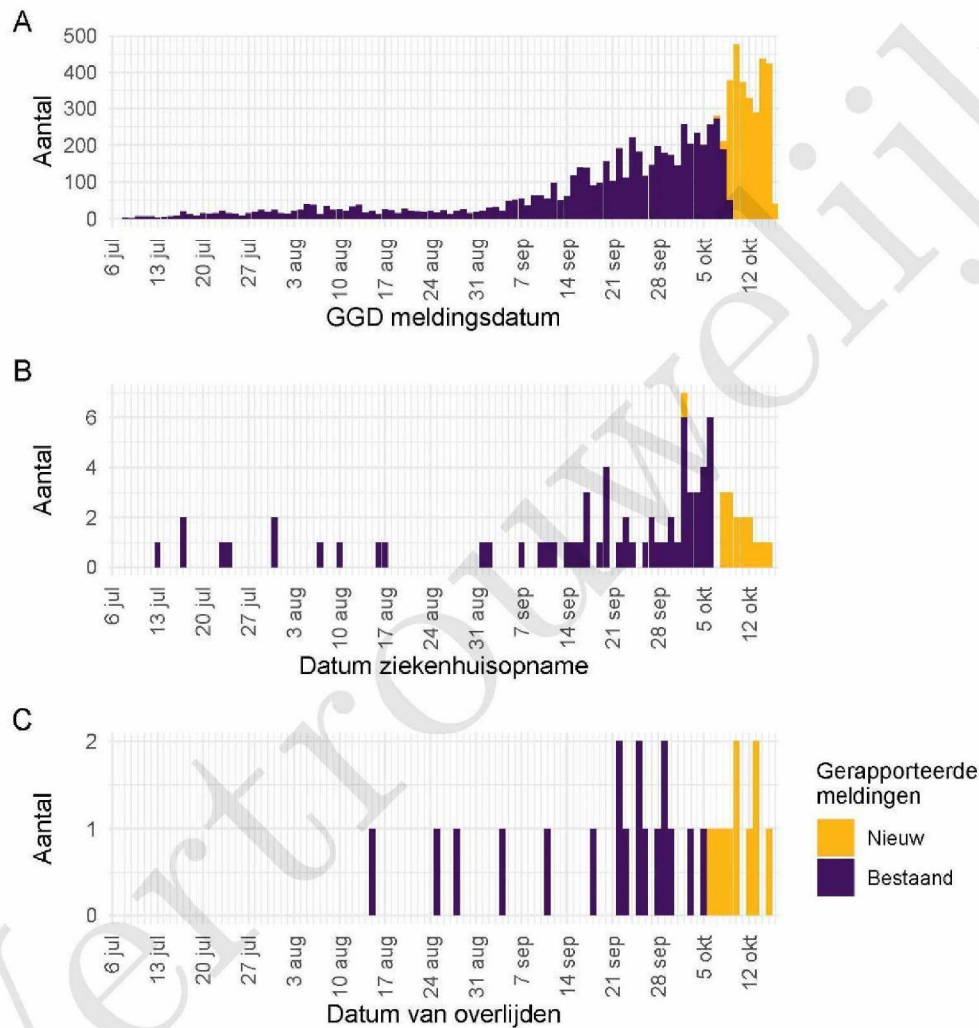 A
500
400
300
200
100
0
Aantal
6 jul
13 jul
20 jul
27 jul
3 aug
10 aug
17 aug
24 aug
31 aug
7 sep
14 sep
21 sep
28 sep
5 okt
12 okt
GGD meldingsdatum
B
6
4
2
0
Aantal
6 jul
13 jul
20 jul
27 jul
3 aug
10 aug
17 aug
24 aug
31 aug
7 sep
14 sep
21 sep
28 sep
5 okt
12 okt
Datum ziekenhuisopname
C
2
1
0
Aantal
6 jul
13 jul
20 jul
27 jul
3 aug
10 aug
17 aug
24 aug
31 aug
7 sep
14 sep
21 sep
28 sep
5 okt
12 okt
Datum van overlijden
Gerapporteerde
meldingen
Nieuw
Bestaand